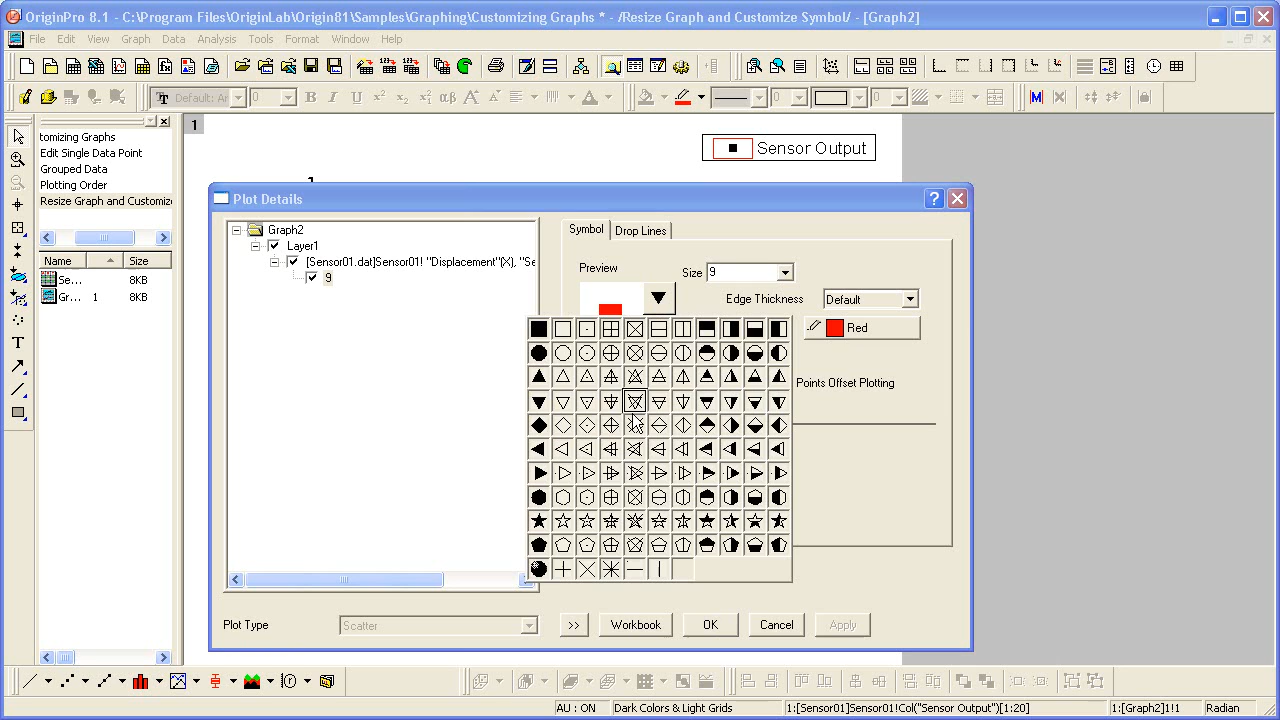 OriginPro 8.1 - C:\Program Files\OriginLab\Origin81\Samples\Graphing\Customizing Graphs * - /Resize Graph and Customize Symbol/ - [Graph2]
File Edit View Graph Data Analysis Tools Format Window Help
Default: Ar 0 B I U αβ A A 0 0 M
tomizing Graphs
Edit Single Data Point
Grouped Data
Plotting Order
Resize Graph and Customize
Name Size
Se... 8KB
Gr... 1 8KB
T
1
Sensor Output
1
Plot Details
Graph2
Layer1
[Sensor01.dat]Sensor01! "Displacement"(X), "Se
9
Symbol Drop Lines
Preview
Size 9
Edge Thickness Default
Red
Points Offset Plotting
Plot Type Scatter >> Workbook OK Cancel Apply
AU : ON Dark Colors & Light Grids 1:[Sensor01]Sensor01!Col("Sensor Output")[1:20] 1:[Graph2]1!1 Radian